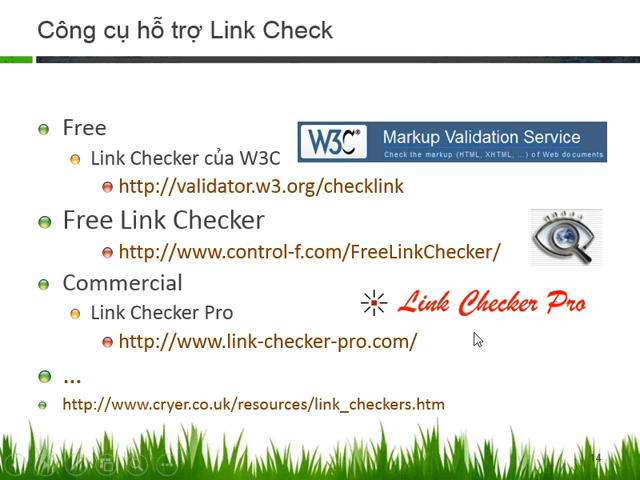 Công cụ hỗ trợ Link Check
Free
Link Checker của W3C
http://validator.w3.org/checklink
W3C® Markup Validation Service
Check the markup (HTML, XHTML, ...) of Web documents
Free Link Checker
http://www.control-f.com/FreeLinkChecker/
Commercial
Link Checker Pro
Link Checker Pro
http://www.link-checker-pro.com/
...
http://www.cryer.co.uk/resources/link_checkers.htm
14